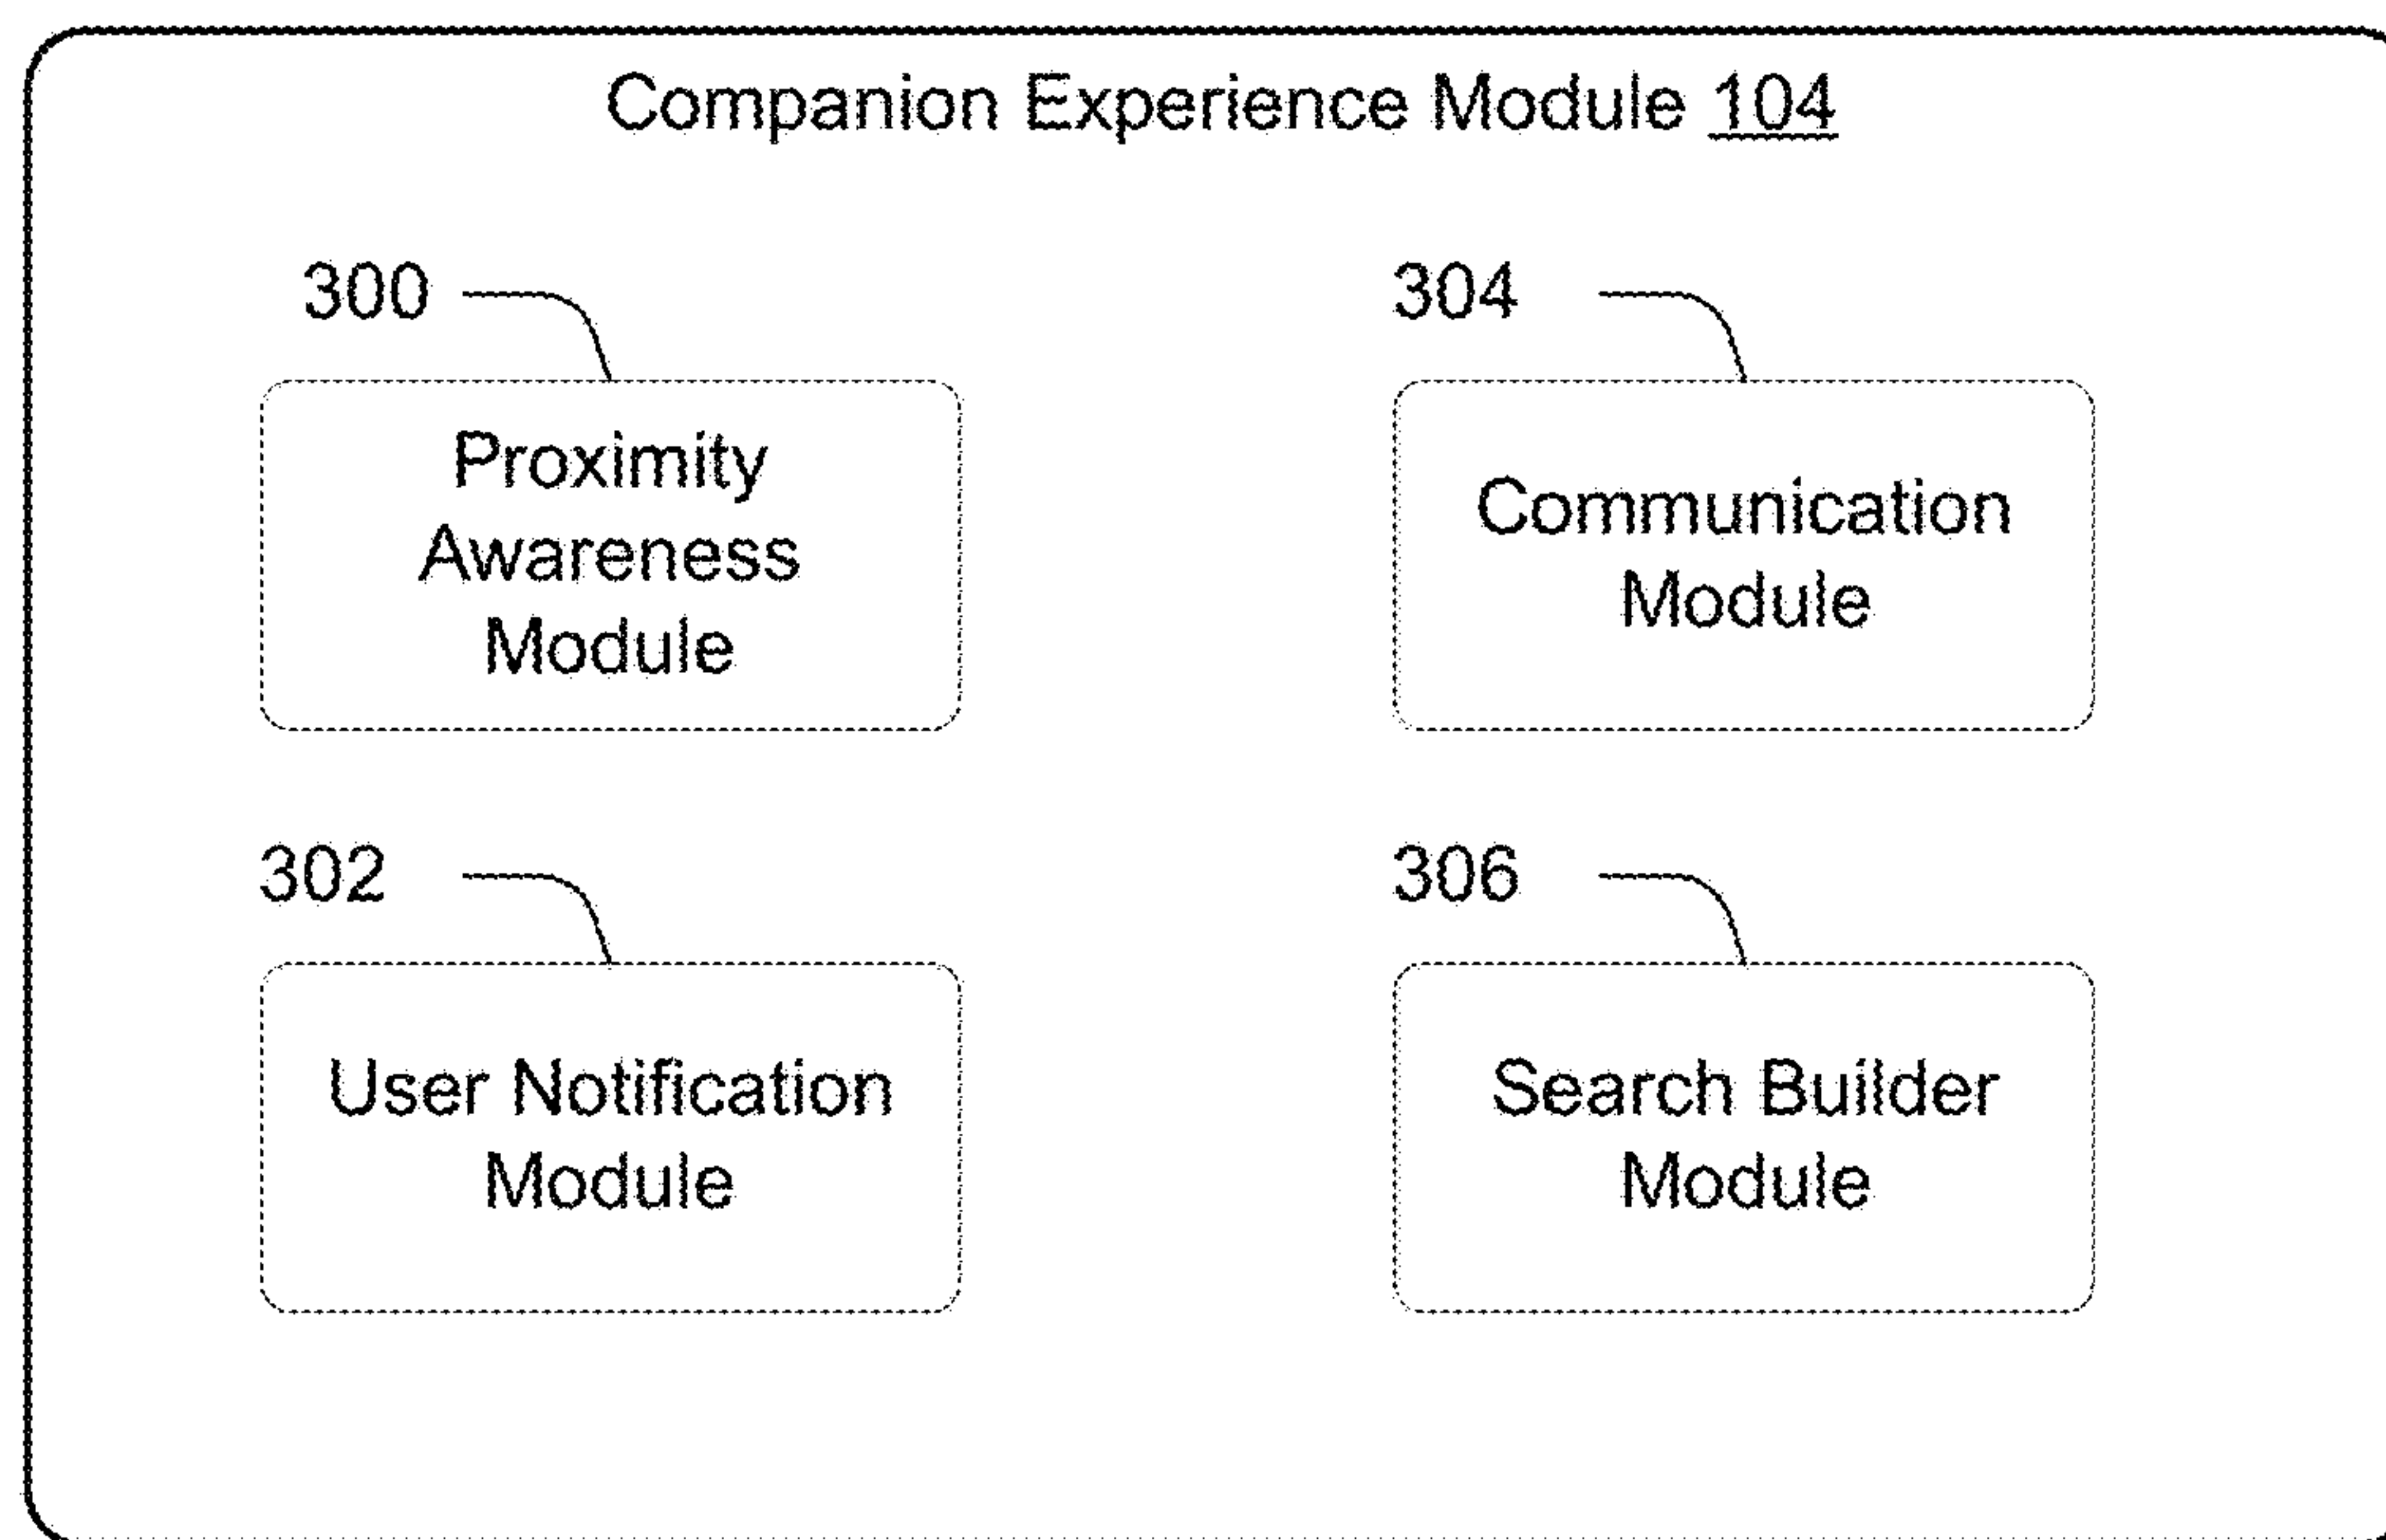 Companion Experience Module 104
300
Proximity
Awareness
Module
304
Communication
Module
302
User Notification
Module
306
Search Builder
Module